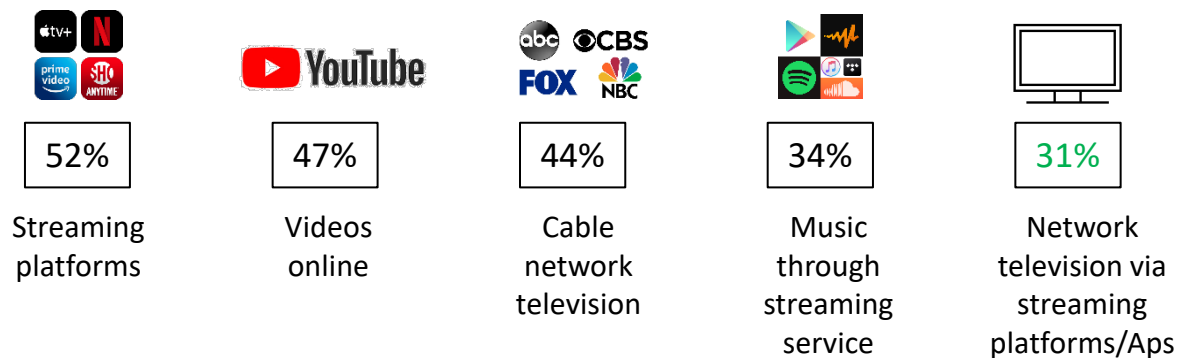 tv+
N
prime
video
SHO
ANYTIME
YouTube
abc
CBS
FOX
NBC
52%
47%
44%
34%
31%
Streaming
platforms
Videos
online
Cable
network
television
Music
through
streaming
service
Network
television via
streaming
platforms/Aps